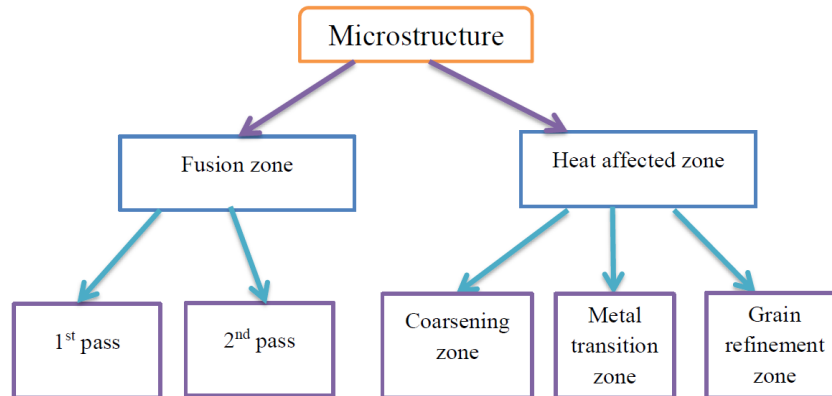 Microstructure
Fusion zone
Heat affected zone
1st pass
2nd pass
Coarsening
zone
Metal
transition
zone
Grain
refinement
zone